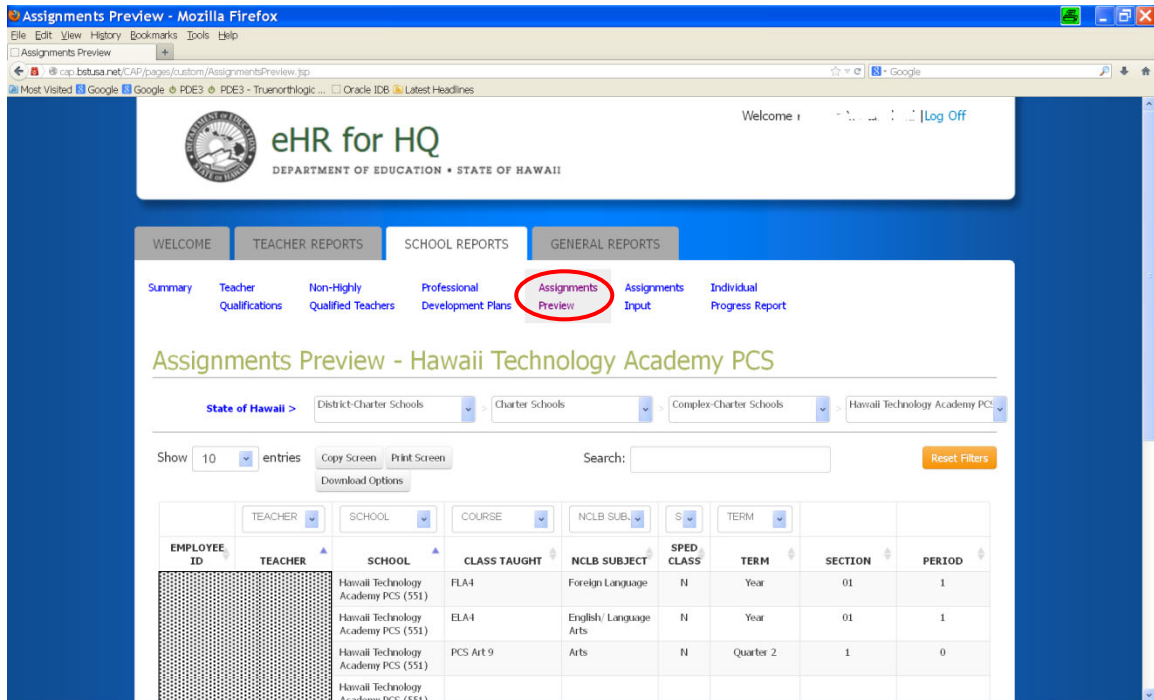 Assignments Preview - Mozilla Firefox
File Edit View History Bookmarks Tools Help
Assignments Preview +
cap.bstusa.net/CAP/pages/custom/AssignmentsPreview.jsp
Google
Most Visited Google Google PDE3 PDE3 - Truenorthlogic ... Oracle IDB Latest Headlines
STATE OF HAWAII
Welcome
|Log Off
eHR for HQ
DEPARTMENT OF EDUCATION • STATE OF HAWAII
WELCOME TEACHER REPORTS SCHOOL REPORTS GENERAL REPORTS
Summary Teacher Non-Highly Professional Assignments Assignments Individual
Qualifications Qualified Teachers Development Plans Preview Input Progress Report
Assignments Preview - Hawaii Technology Academy PCS
State of Hawaii > District-Charter Schools > Charter Schools > Complex-Charter Schools > Hawaii Technology Academy PCS
Show 10 entries Copy Screen Print Screen Search: Reset Filters
Download Options
TEACHER SCHOOL COURSE NCLB SUB. S TERM
EMPLOYEE SPED
ID TEACHER SCHOOL CLASS TAUGHT NCLB SUBJECT CLASS TERM SECTION PERIOD
Hawaii Technology FLA4 Foreign Language N Year 01 1
Academy PCS (551)
Hawaii Technology ELA4 English/ Language N Year 01 1
Academy PCS (551) Arts
Hawaii Technology PCS Art 9 Arts N Quarter 2 1 0
Academy PCS (551)
Hawaii Technology
Academy PCS (551)